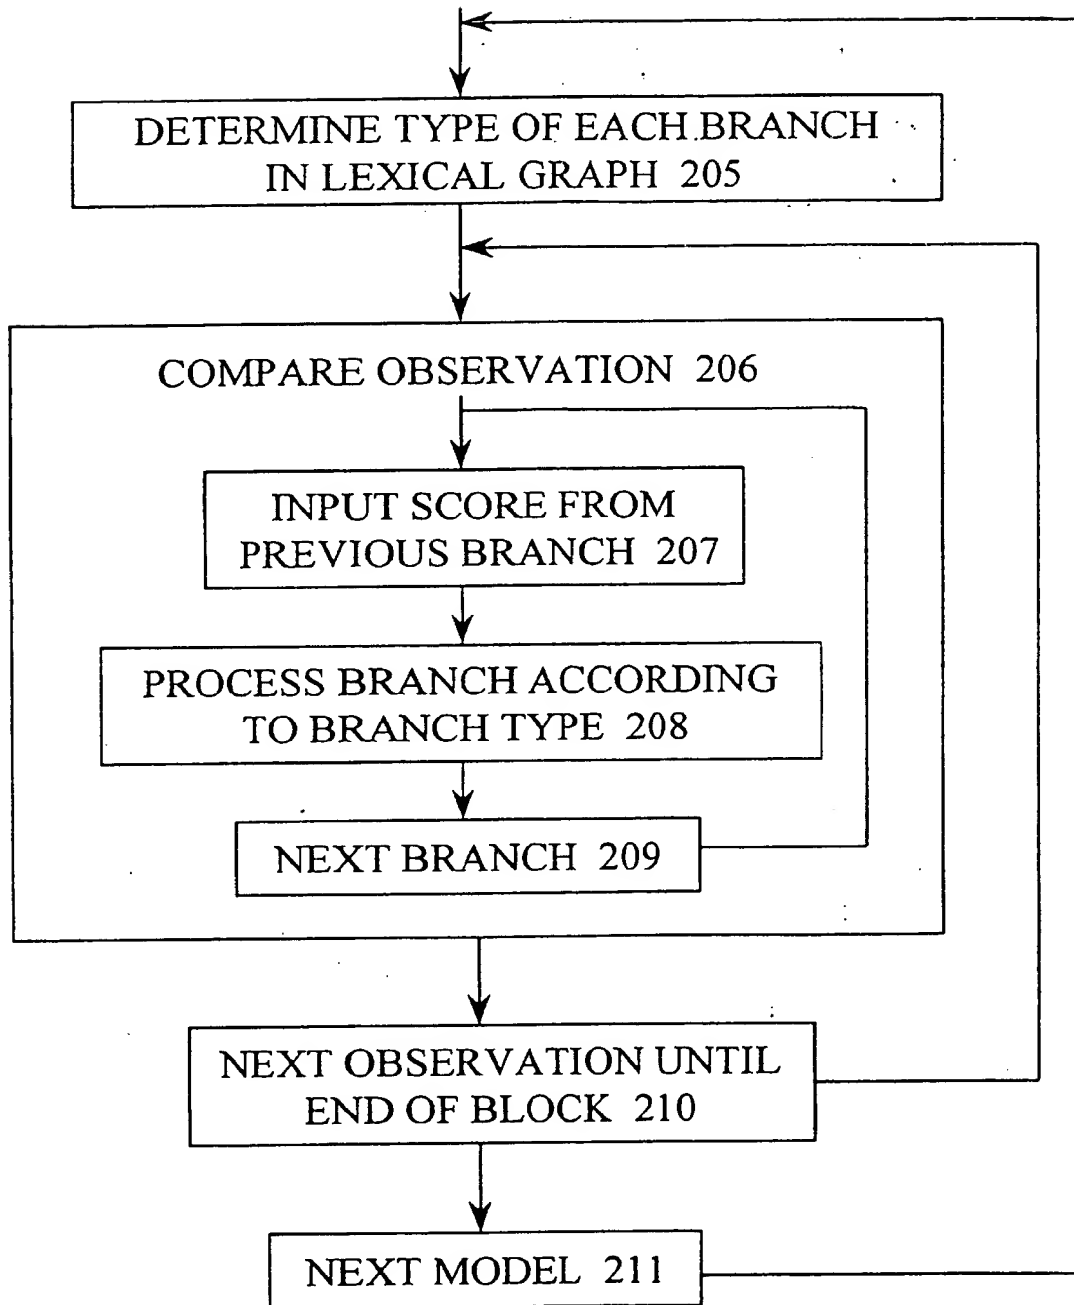 DETERMINE TYPE OF EACH BRANCH
IN LEXICAL GRAPH 205
COMPARE OBSERVATION 206
INPUT SCORE FROM
PREVIOUS BRANCH 207
PROCESS BRANCH ACCORDING
TO BRANCH TYPE 208
NEXT BRANCH 209
NEXT OBSERVATION UNTIL
END OF BLOCK 210
NEXT MODEL 211